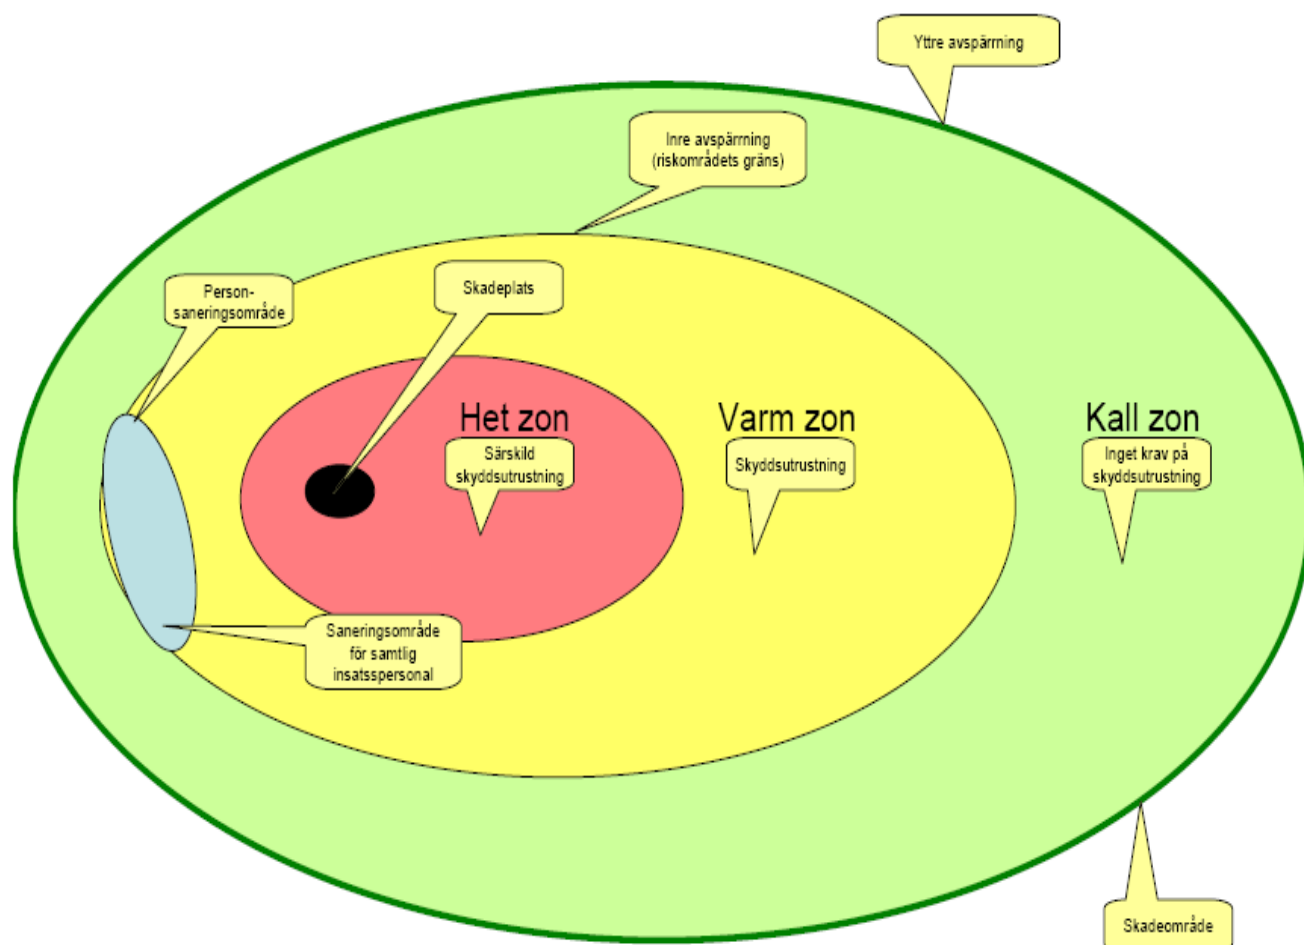 Yttre avspärrning
Inre avspärrning
(riskområdets gräns)
Person-
saneringsområde
Skadeplats
Het zon
Särskild
skyddsutrustning
Varm zon
Skyddsutrustning
Kall zon
Inget krav på
skyddsutrustning
Saneringsområde
för samtlig
insatsspersonal
Skadeområde